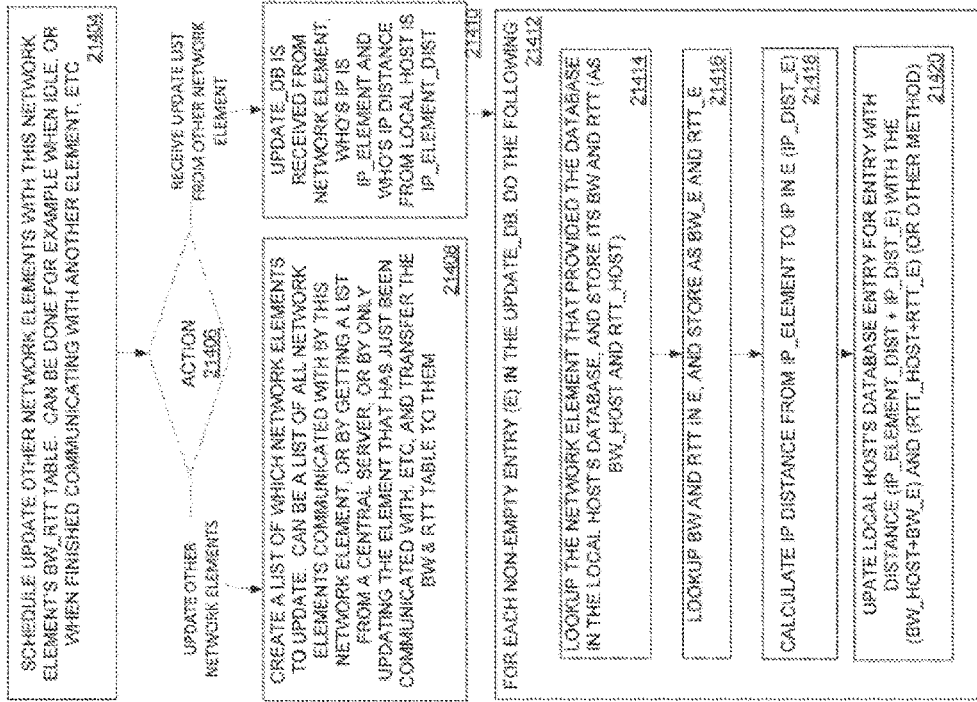 SCHEDULE UPDATE OTHER NETWORK ELEMENTS WITH THIS NETWORK
ELEMENT'S BW_RTT TABLE. CAN BE DONE FOR EXAMPLE WHEN IDLE, OR
WHEN FINISHED COMMUNICATING WITH ANOTHER ELEMENT, ETC
21404
ACTION
21406
UPDATE OTHER
NETWORK ELEMENTS
RECEIVE UPDATE LIST
FROM OTHER NETWORK
ELEMENT
CREATE A LIST OF WHICH NETWORK ELEMENTS
TO UPDATE. CAN BE A LIST OF ALL NETWORK
ELEMENTS COMMUNICATED WITH BY THIS
NETWORK ELEMENT, OR BY GETTING A LIST
FROM A CENTRAL SERVER, OR BY ONLY
UPDATING THE ELEMENT THAT HAS JUST BEEN
COMMUNICATED WITH, ETC. AND TRANSFER THE
BW & RTT TABLE TO THEM
21408
UPDATE_DB IS
RECEIVED FROM
NETWORK ELEMENT,
WHO'S IP IS
IP_ELEMENT AND
WHO'S IP DISTANCE
FROM LOCAL HOST IS
IP_ELEMENT_DIST
21410
FOR EACH NON-EMPTY ENTRY (E) IN THE UPDATE_DB, DO THE FOLLOWING
21412
LOOKUP THE NETWORK ELEMENT THAT PROVIDED THE DATABASE
IN THE LOCAL HOST'S DATABASE, AND STORE ITS BW AND RTT (AS
BW_HOST AND RTT_HOST)
21414
LOOKUP BW AND RTT IN E, AND STORE AS BW_E AND RTT_E
21416
CALCULATE IP DISTANCE FROM IP_ELEMENT TO IP IN E (IP_DIST_E)
21418
UPATE LOCAL HOST'S DATABASE ENTRY FOR ENTRY WITH
DISTANCE (IP_ELEMENT_DIST + IP_DIST_E) WITH THE
(BW_HOST+BW_E) AND (RTT_HOST+RTT_E) (OR OTHER METHOD)
21420